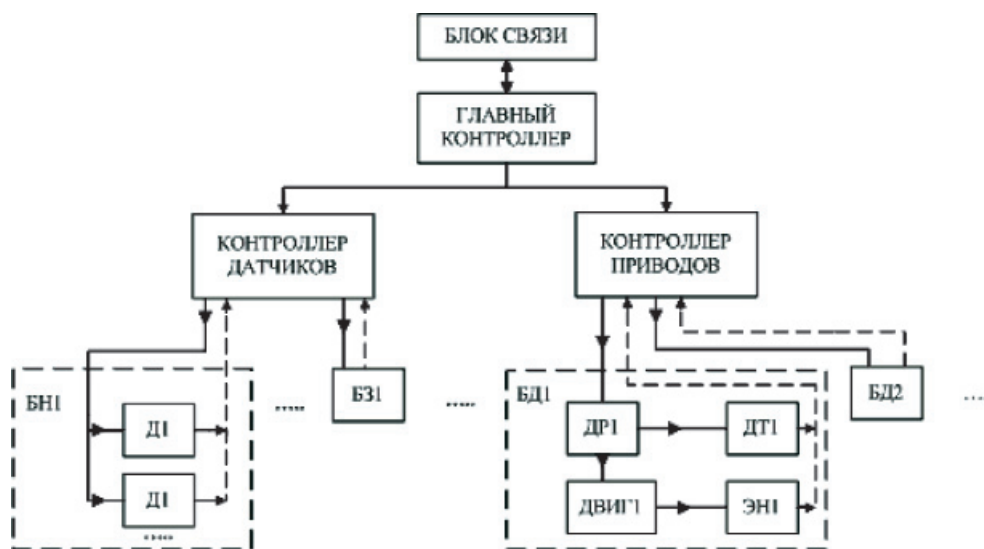 БЛОК СВЯЗИ
ГЛАВНЫЙ
КОНТРОЛЛЕР
КОНТРОЛЛЕР
ДАТЧИКОВ
КОНТРОЛЛЕР
ПРИВОДОВ
БН1
Д1
Д1
.....
.....
БЗ1
.....
БД1
ДР1
ДТ1
ДВИГ1
ЭН1
БД2
...